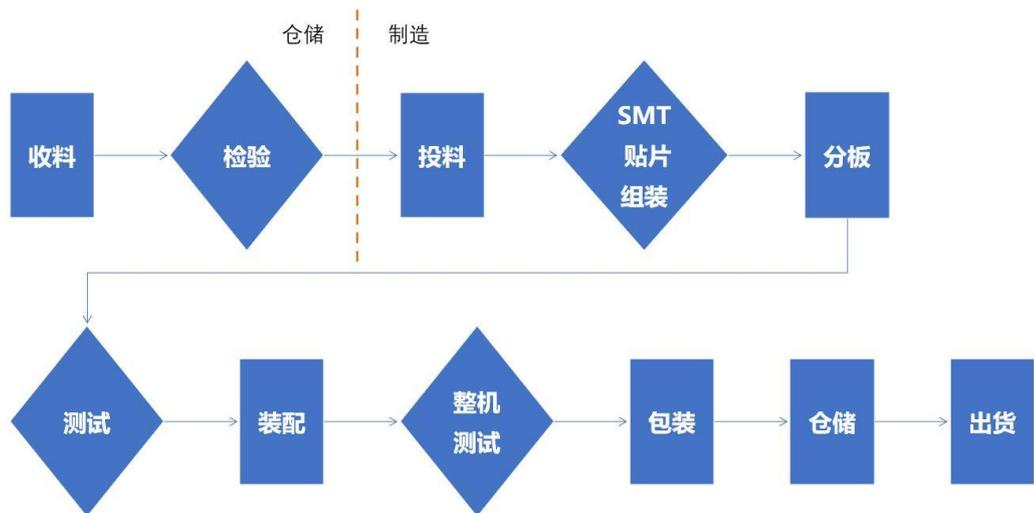 仓储
制造
收料
检验
投料
SMT
贴片
组装
分板
测试
装配
整机
测试
包装
仓储
出货